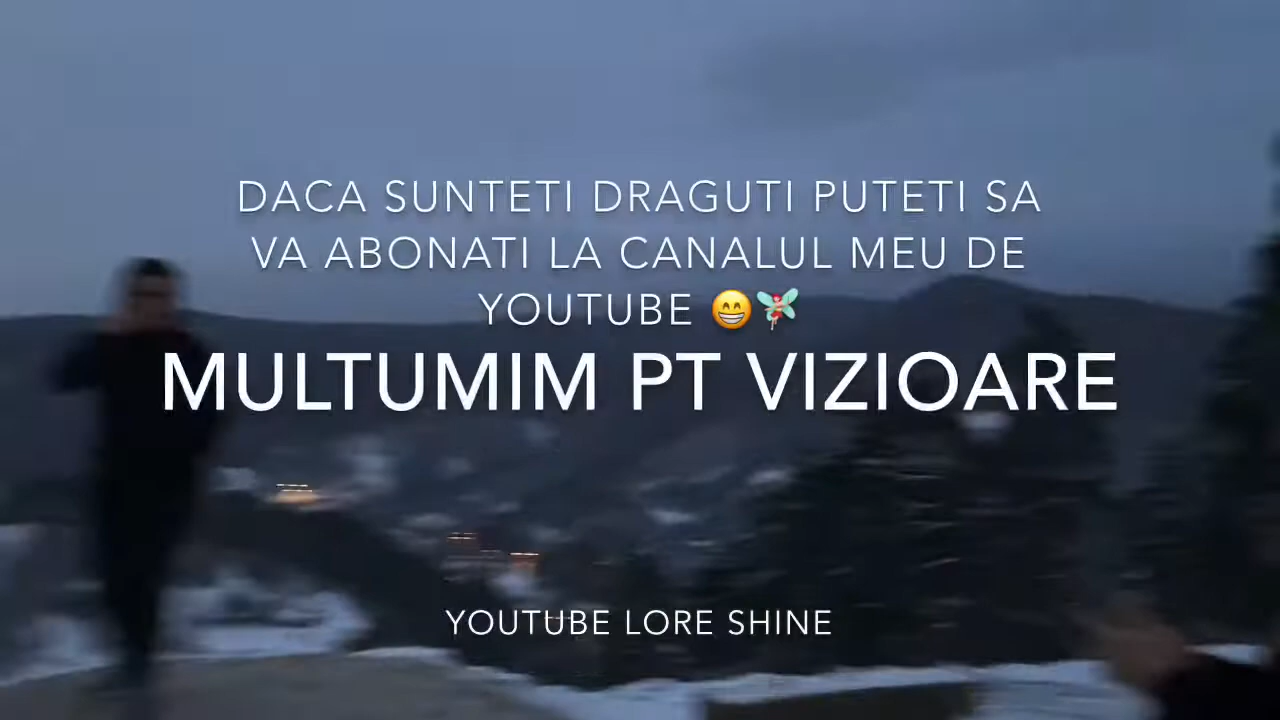 DACA SUNTETI DRAGUTI PUTETI SA
VA ABONATI LA CANALUL MEU DE
YOUTUBE 😁🧚
MULTUMIM PT VIZIOARE
YOUTUBE LORE SHINE